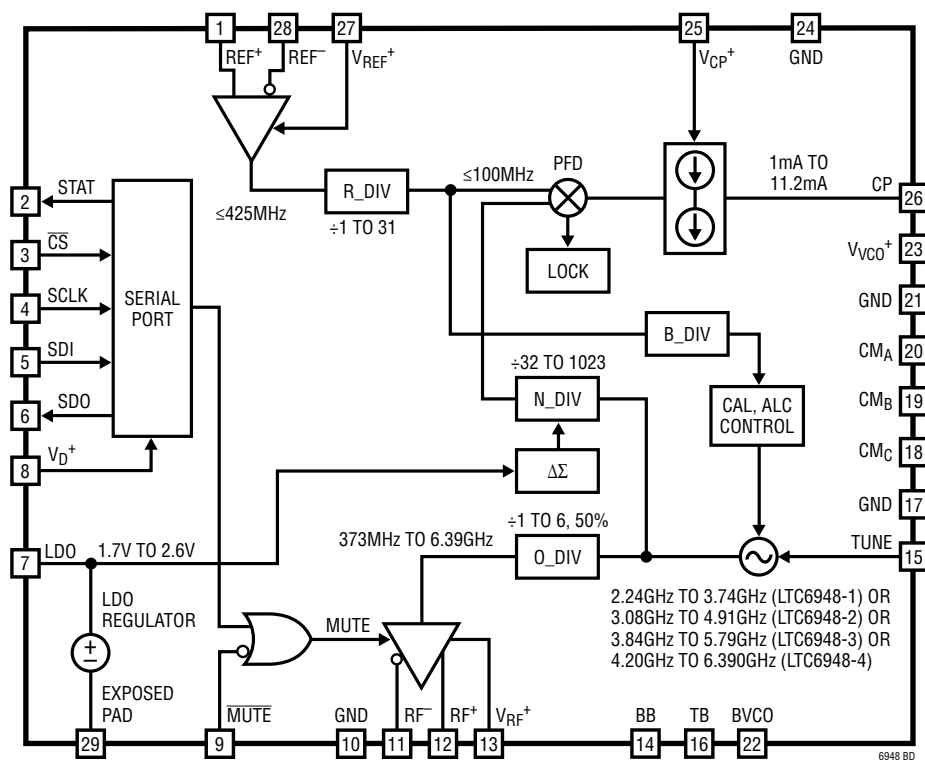 1
28
27
25
24
REF+
REF–
VREF+
VCP+
GND
≤425MHz
R_DIV
÷1 TO 31
≤100MHz
PFD
LOCK
1mA TO
11.2mA
CP
26
2
STAT
3
CS
4
SCLK
5
SDI
6
SDO
8
VD+
SERIAL
PORT
VVCO+
23
GND
21
CMA
20
CMB
19
CMC
18
GND
17
B_DIV
CAL, ALC
CONTROL
÷32 TO 1023
N_DIV
ΔΣ
7
LDO
1.7V TO 2.6V
373MHz TO 6.39GHz
÷1 TO 6, 50%
O_DIV
TUNE
15
2.24GHz TO 3.74GHz (LTC6948-1) OR
3.08GHz TO 4.91GHz (LTC6948-2) OR
3.84GHz TO 5.79GHz (LTC6948-3) OR
4.20GHz TO 6.390GHz (LTC6948-4)
LDO
REGULATOR
+
–
EXPOSED
PAD
MUTE
MUTE
GND
RF–
RF+
VRF+
BB
TB
BVCO
29
9
10
11
12
13
14
16
22
6948 BD